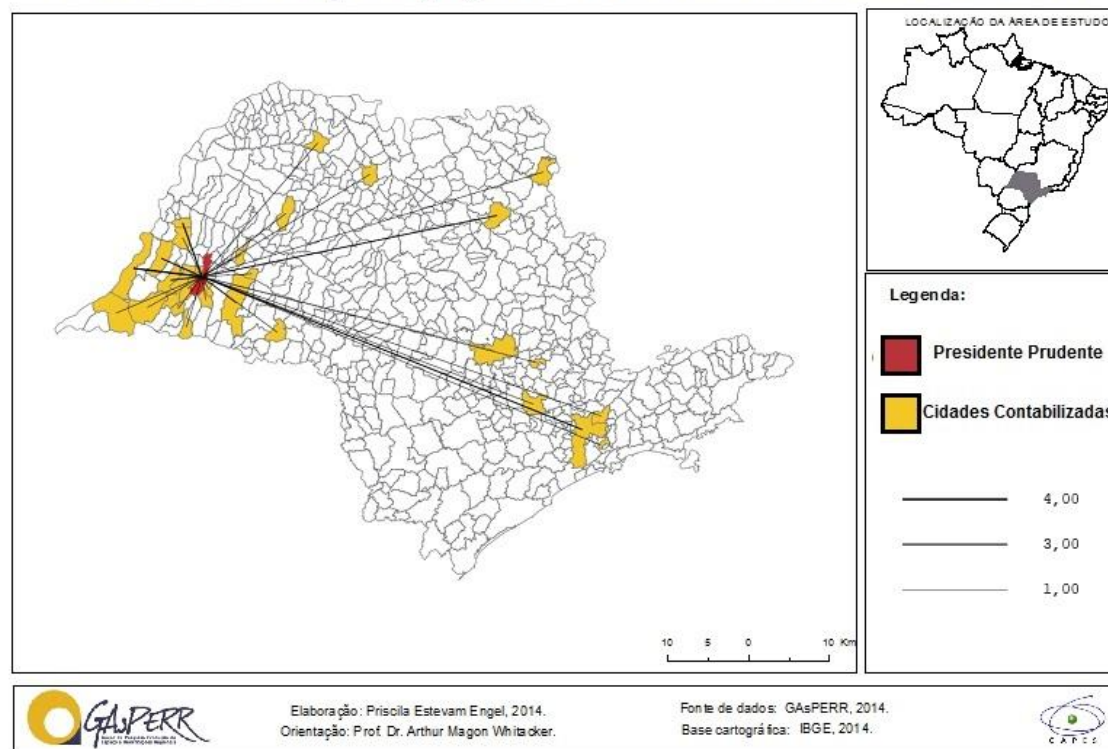 LOCALIZAÇÃO DA ÁREA DE ESTUDO
Legenda:
Presidente Prudente
Cidades Contabilizadas
4,00
3,00
1,00
10 5 0 10 Km
GAsPERR
Elaboração: Priscila Estevam Engel, 2014.
Orientação: Prof. Dr. Arthur Magon Whitacker.
Fonte de dados: GAsPERR, 2014.
Base cartográfica: IBGE, 2014.
CAPES